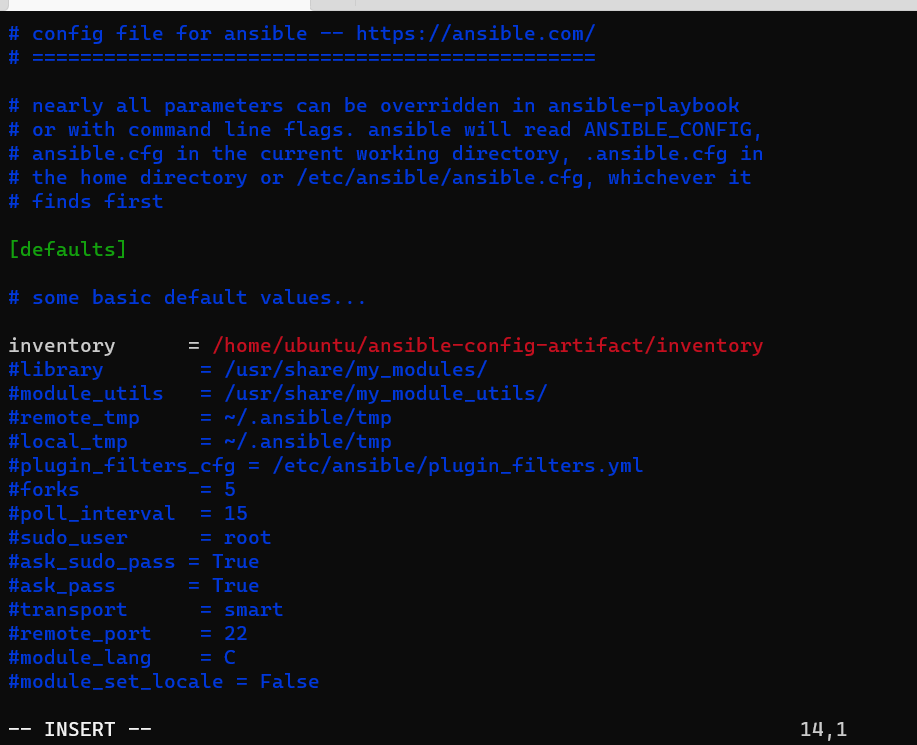 # config file for ansible -- https://ansible.com/
# ===============================================

# nearly all parameters can be overridden in ansible-playbook
# or with command line flags. ansible will read ANSIBLE_CONFIG,
# ansible.cfg in the current working directory, .ansible.cfg in
# the home directory or /etc/ansible/ansible.cfg, whichever it
# finds first

[defaults]

# some basic default values...

inventory      = /home/ubuntu/ansible-config-artifact/inventory
#library        = /usr/share/my_modules/
#module_utils   = /usr/share/my_module_utils/
#remote_tmp     = ~/.ansible/tmp
#local_tmp      = ~/.ansible/tmp
#plugin_filters_cfg = /etc/ansible/plugin_filters.yml
#forks          = 5
#poll_interval  = 15
#sudo_user      = root
#ask_sudo_pass = True
#ask_pass      = True
#transport      = smart
#remote_port    = 22
#module_lang    = C
#module_set_locale = False

-- INSERT --                                                      14,1